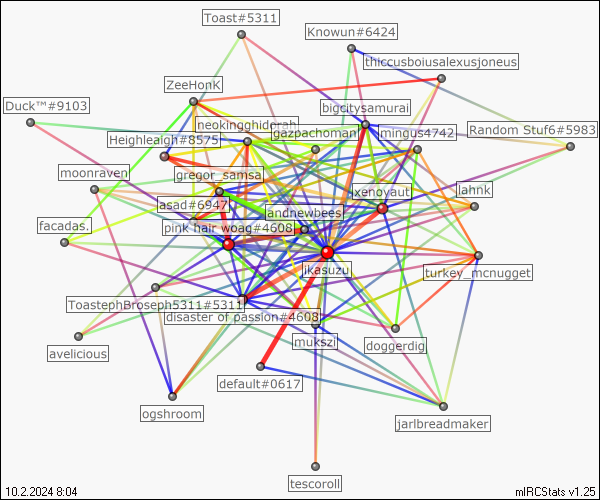 Toast#5311
Knowun#6424
thiccusboiusalexusjoneus
ZeeHonK
Duck™#9103
bigcitysamurai
neokingghidorah
gazpachoman
mingus4742
Random Stuf6#5983
Heighleaigh#8575
moonraven
gregor_samsa
xenoyaut
lahnk
asad#6947
andnewbees
facadas.
pink hair woag#4608
ikasuzu
turkey_mcnugget
ToastephBroseph5311#5311
disaster of passion#4608
mukszi
doggerdig
avelicious
default#0617
ogshroom
jarlbreadmaker
tescoroll
10.2.2024 8:04
mIRCStats v1.25